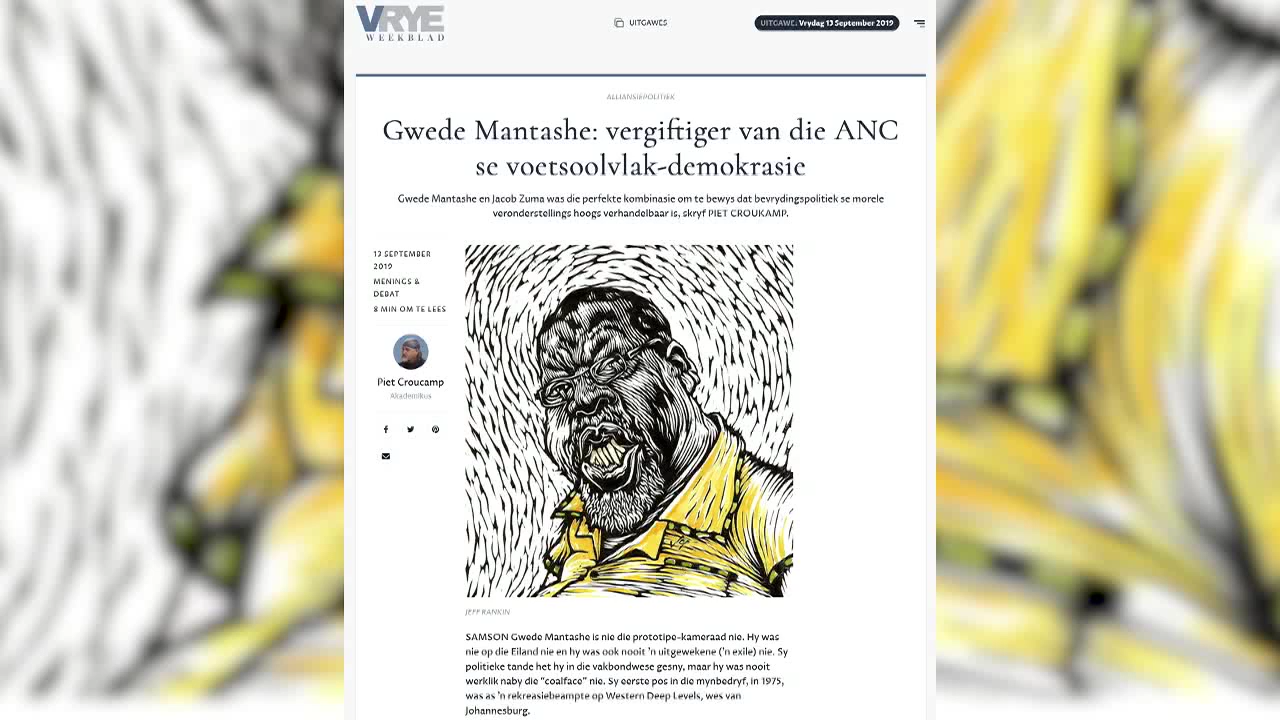 VRYE
WEEKBLAD
UITGAWES
UITGAWE: Vrydag 13 September 2019
ALLIANSIEPOLITIEK
Gwede Mantashe: vergiftiger van die ANC
se voetsoolvlak-demokrasie
Gwede Mantashe en Jacob Zuma was die perfekte kombinasie om te bewys dat bevrydingspolitiek se morele
veronderstellings hoogs verhandelbaar is, skryf PIET CROUKAMP.
13 SEPTEMBER
2019
MENINGS &
DEBAT
8 MIN OM TE LEES
Piet Croucamp
Akademikus
JEFF RANKIN
SAMSON Gwede Mantashe is nie die prototipe-kameraad nie. Hy was
nie op die Eiland nie en hy was ook nooit 'n uitgewekene ('n exile) nie. Sy
politieke tande het hy in die vakbondwese gesny, maar hy was nooit
werklik naby die “coalface” nie. Sy eerste pos in die mynbedryf, in 1975,
was as 'n rekreasiebeampte op Western Deep Levels, wes van
Johannesburg.